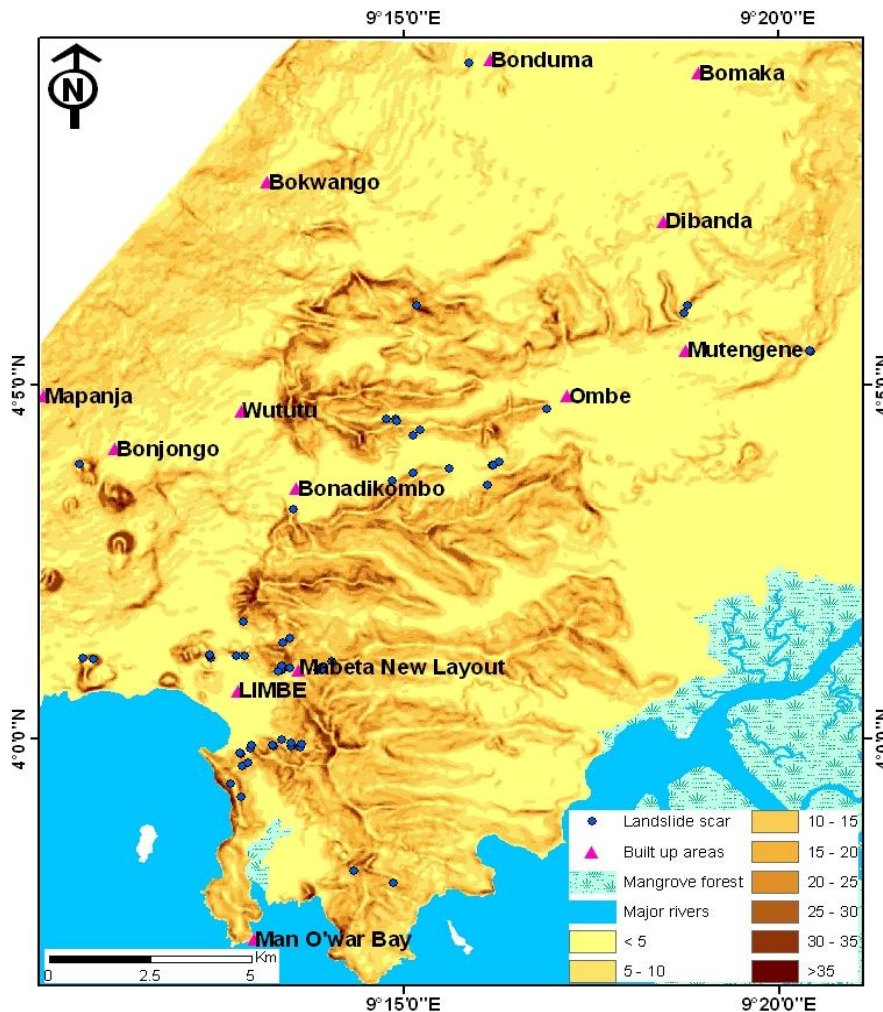 9°15'0"E 9°20'0"E
N
Bonduma
Bomaka
Bokwango
Dibanda
Mutengene
4°5'0"N 4°5'0"N
Mapanja
Ombe
Wututu
Bonjongo
Bonadikombo
Mabeta New Layout
LIMBE
4°0'0"N 4°0'0"N
Landslide scar 10 - 15
Built up areas 15 - 20
Mangrove forest 20 - 25
Major rivers 25 - 30
< 5 30 - 35
5 - 10 >35
Man O'war Bay
Km
0 2.5 5
9°15'0"E 9°20'0"E